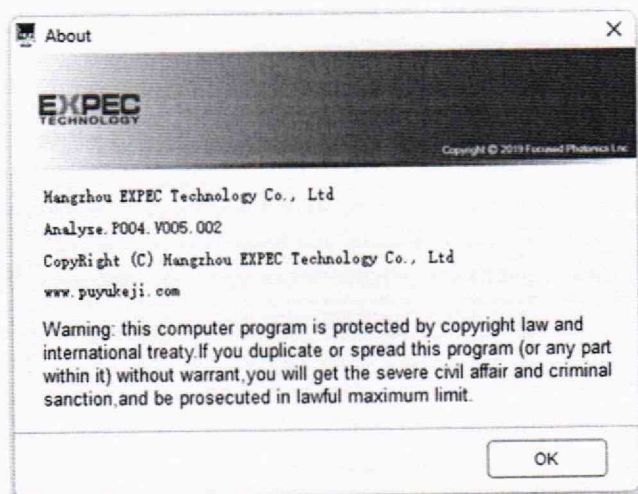 About
EXPEC
TECHNOLOGY
Copyright © 2019 Focused Photonics Inc
Hangzhou EXPEC Technology Co., Ltd
Analyse.P004.V005.002
CopyRight (C) Hangzhou EXPEC Technology Co., Ltd
www.puyukeji.com
Warning: this computer program is protected by copyright law and
international treaty.If you duplicate or spread this program (or any part
within it) without warrant,you will get the severe civil affair and criminal
sanction,and be prosecuted in lawful maximum limit.
OK